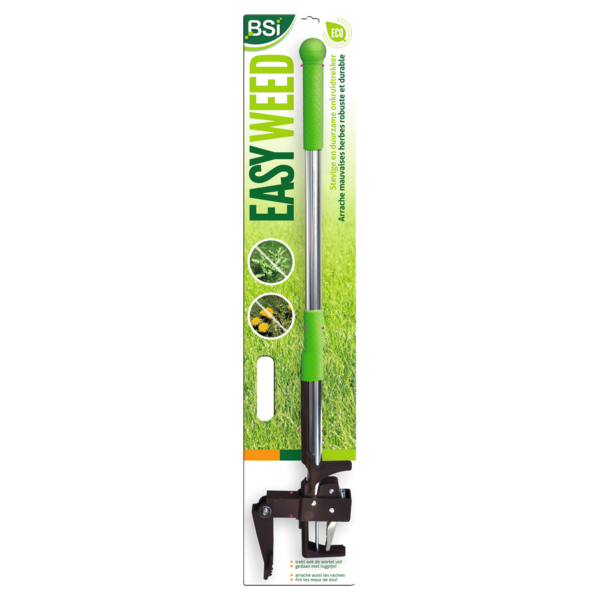 BSi
ECO
EASY WEED
Stevige en duurzame onkruidtrekker
Arrache mauvaises herbes robuste et durable
BSi
trekt ook de wortel uit!
gedaan met rugpijn!
arrache aussi les racines
fini les maux de dos!